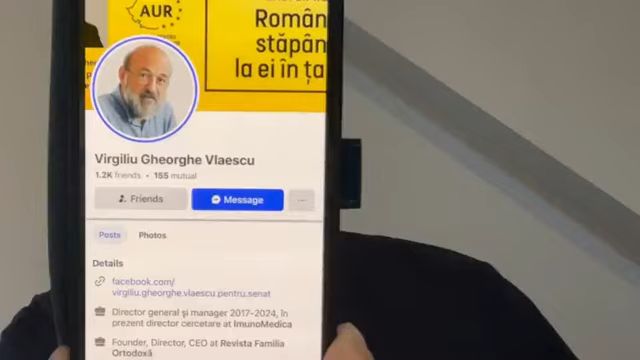 AUR
Român
stăpân
la ei în ța
Virgiliu Gheorghe Vlaescu
1.2K friends • 155 mutual
Friends
Message
Posts
Photos
Details
facebook.com/
virgiliu.gheorghe.vlaescu.pentru.senat
Director general și manager 2017-2024, în
prezent director cercetare at ImunoMedica
Founder, Director, CEO at Revista Familia
Ortodoxă